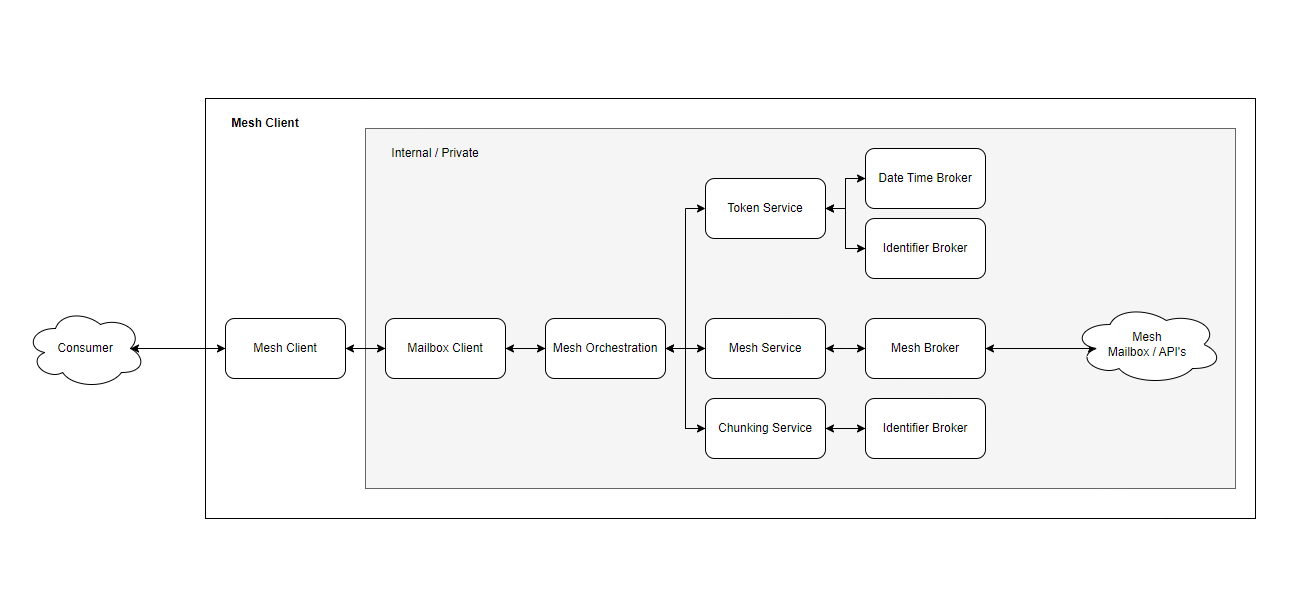 Mesh Client
Internal / Private
Date Time Broker
Token Service
Identifier Broker
Consumer
Mesh Client
Mailbox Client
Mesh Orchestration
Mesh Service
Mesh Broker
Mesh
Mailbox / API's
Chunking Service
Identifier Broker